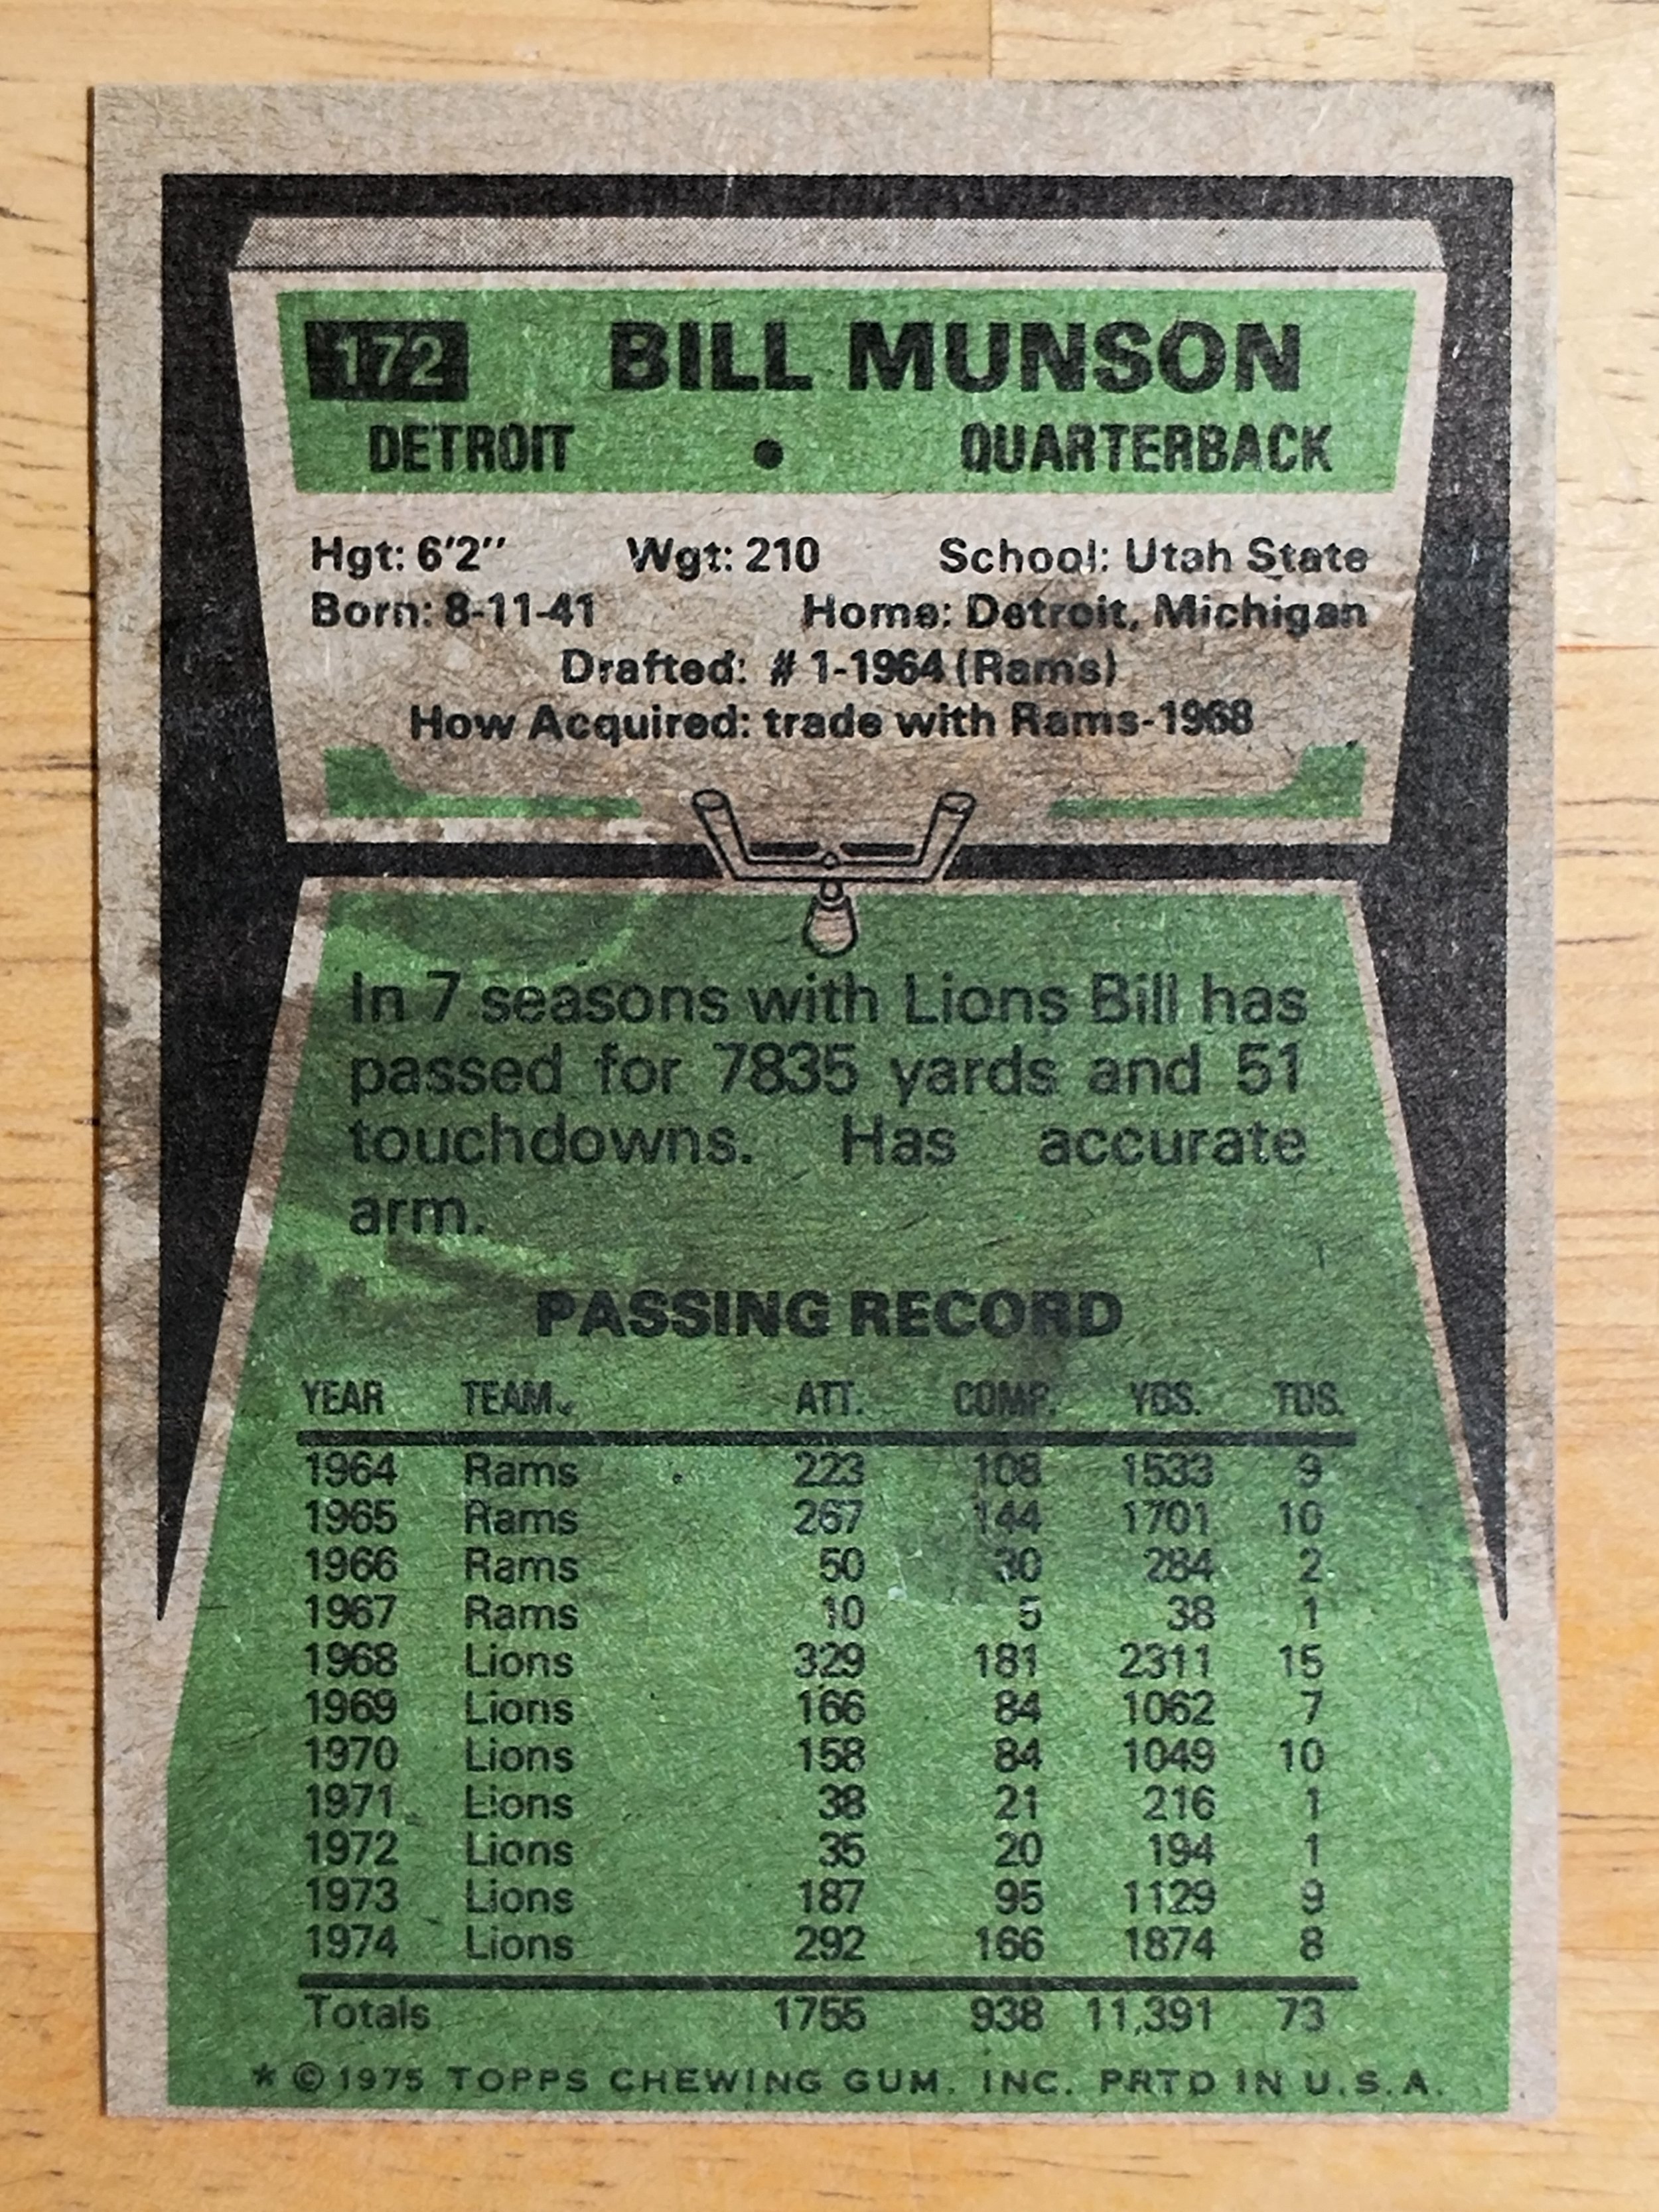 172 BILL MUNSON
DETROIT • QUARTERBACK
Hgt: 6'2" Wgt: 210 School: Utah State
Born: 8-11-41 Home: Detroit, Michigan
Drafted: # 1-1964 (Rams)
How Acquired: trade with Rams-1968
In 7 seasons with Lions Bill has
passed for 7835 yards and 51
touchdowns. Has accurate
arm.
PASSING RECORD
YEAR TEAM ATT. COMP. YDS. TDS.
1964 Rams 223 108 1533 9
1965 Rams 267 144 1701 10
1966 Rams 50 30 284 2
1967 Rams 10 5 38 1
1968 Lions 329 181 2311 15
1969 Lions 166 84 1062 7
1970 Lions 158 84 1049 10
1971 Lions 38 21 216 1
1972 Lions 35 20 194 1
1973 Lions 187 95 1129 9
1974 Lions 292 166 1874 8
Totals 1755 938 11,391 73
* © 1975 TOPPS CHEWING GUM. INC. PRTD IN U.S.A.